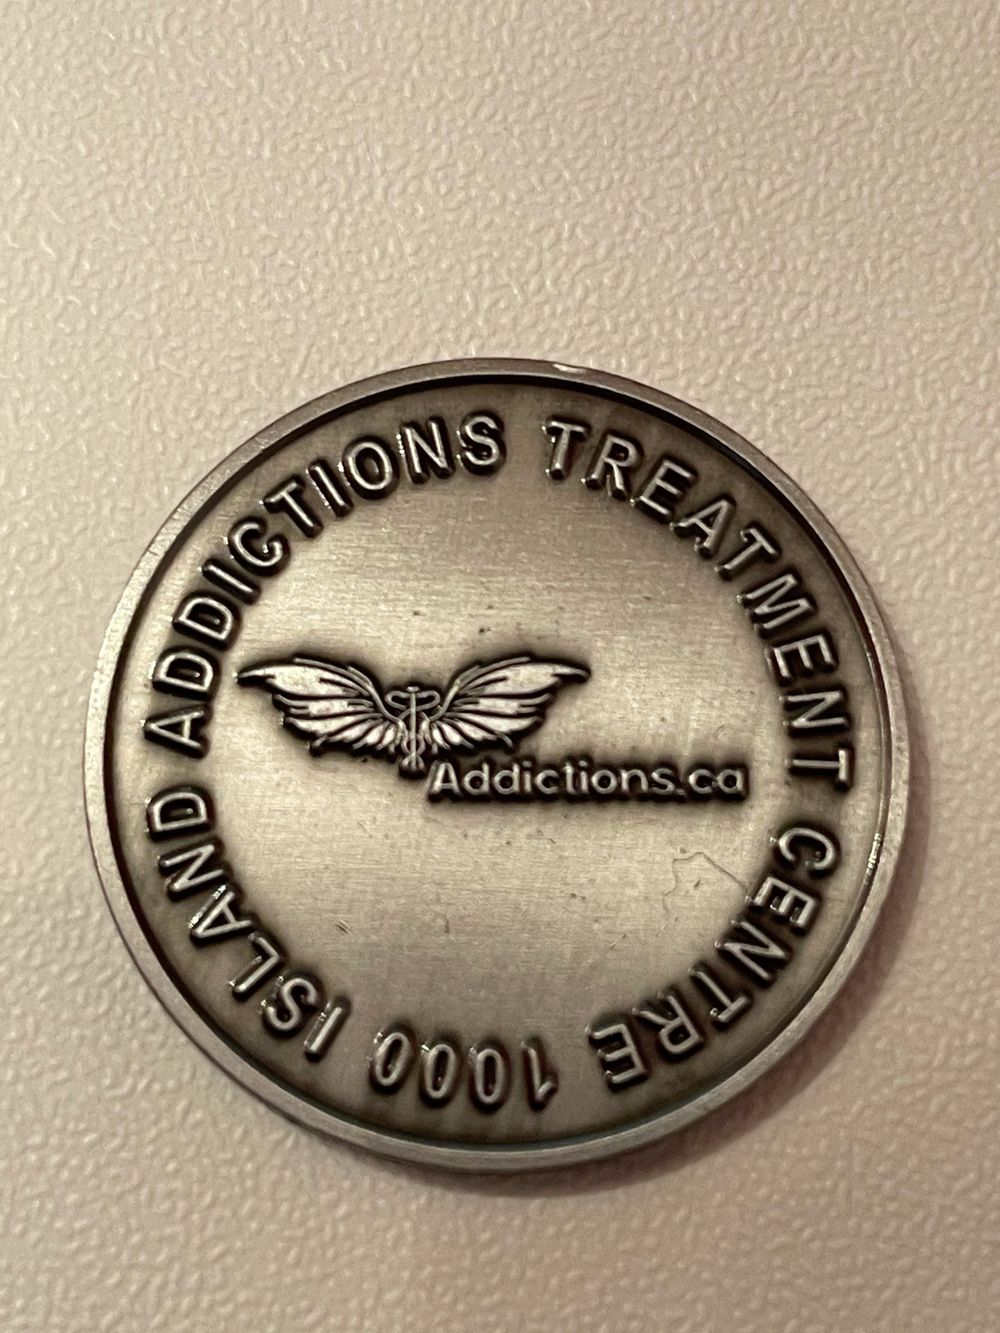 1000 ISLAND ADDICTIONS TREATMENT CENTRE
Addictions.ca